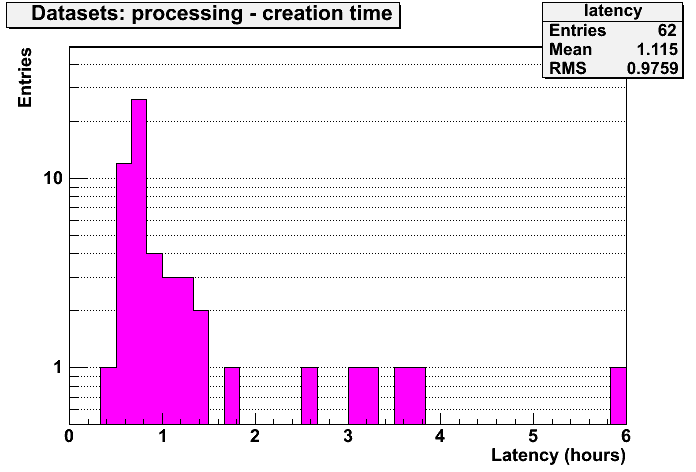 Datasets: processing - creation time
latency
Entries 62
Mean 1.115
RMS 0.9759
Entries
10
1
0 1 2 3 4 5 6
Latency (hours)